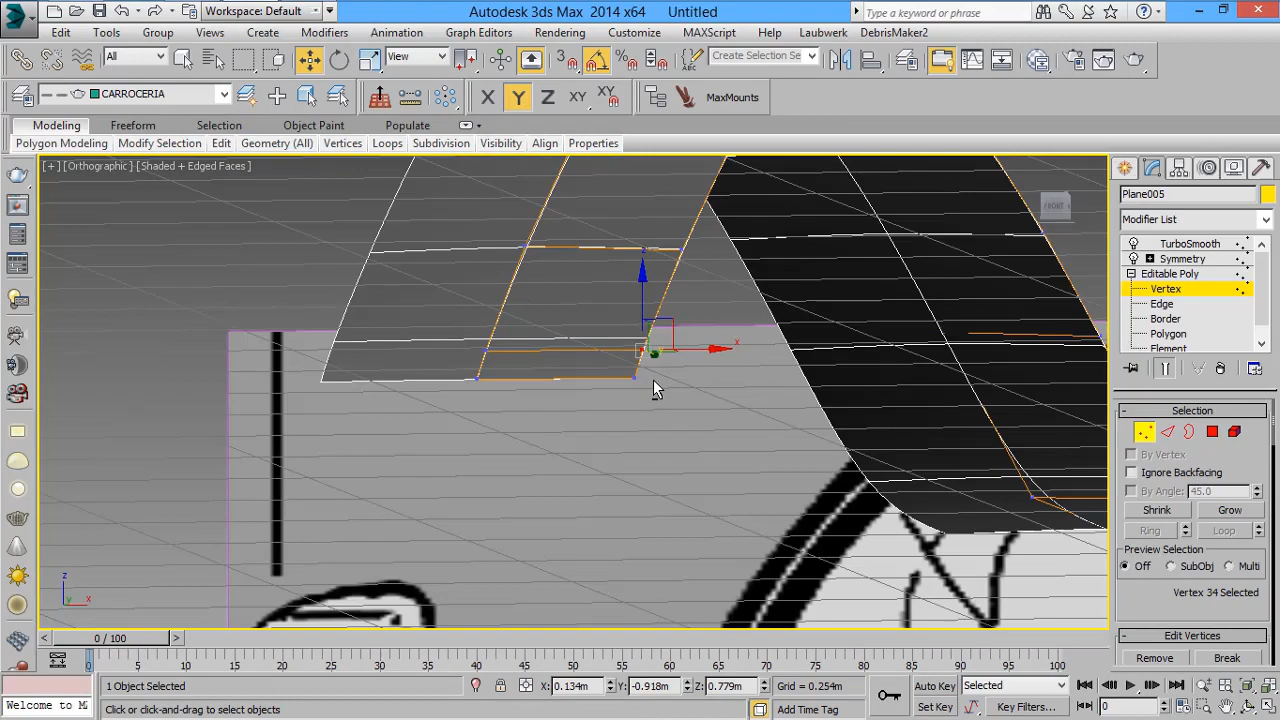 Workspace: Default
Autodesk 3ds Max 2014 x64 Untitled
Type a keyword or phrase
Edit Tools Group Views Create Modifiers Animation Graph Editors Rendering Customize MAXScript Help Laubwerk DebrisMaker2
All View 3 Create Selection Se
CARROCERIA X Y Z XY XY MaxMounts
Modeling Freeform Selection Object Paint Populate
Polygon Modeling Modify Selection Edit Geometry (All) Vertices Loops Subdivision Visibility Align Properties
[+] [Orthographic ] [Shaded + Edged Faces ]
FRONT
x
z
x
y
Plane005
Modifier List
TurboSmooth
Symmetry
Editable Poly
Vertex
Edge
Border
Polygon
Element
Selection
By Vertex
Ignore Backfacing
By Angle: 45.0
Shrink Grow
Ring Loop
Preview Selection
Off SubObj Multi
Vertex 34 Selected
Edit Vertices
Remove Break
0 / 100
0 5 10 15 20 25 30 35 40 45 50 55 60 65 70 75 80 85 90 95 100
1 Object Selected X: 0.134m Y: -0.918m Z: 0.779m Grid = 0.254m Auto Key Selected
Welcome to M Click or click-and-drag to select objects Add Time Tag Set Key Key Filters... 0